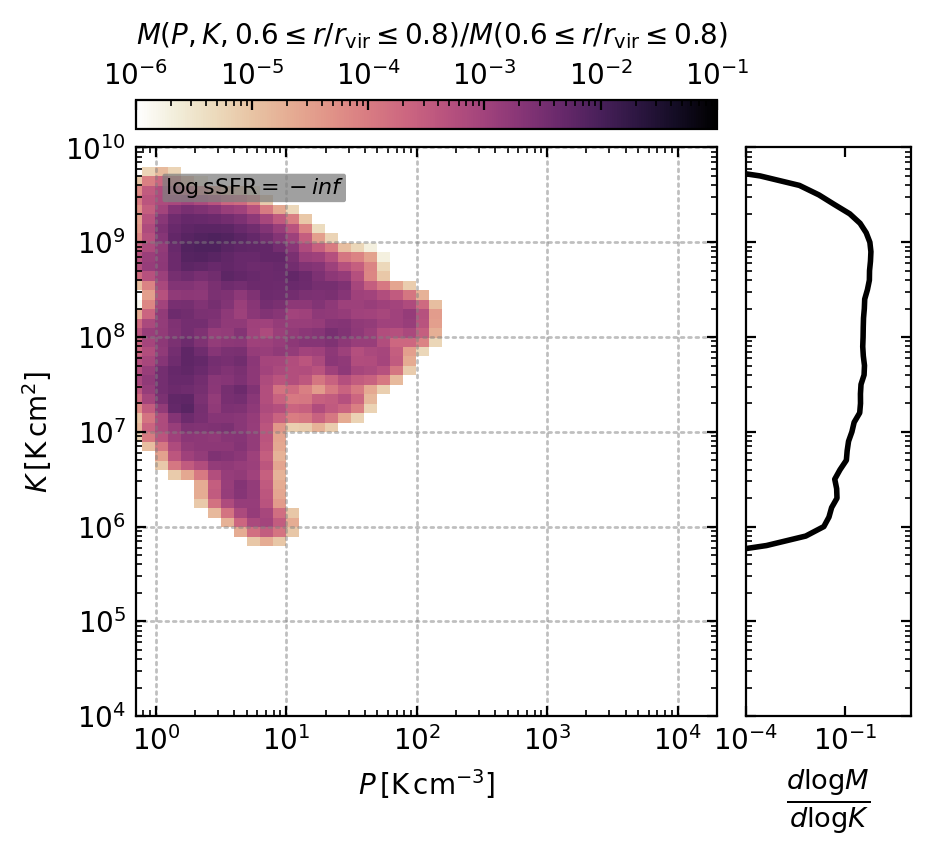 M(P, K, 0.6 ≤ r/r_vir ≤ 0.8)/M(0.6 ≤ r/r_vir ≤ 0.8)
10^−6 10^−5 10^−4 10^−3 10^−2 10^−1
10^10
log sSFR = −inf
10^9
10^8
10^7
10^6
10^5
10^4
K [K cm^2]
10^0 10^1 10^2 10^3 10^4 10^−4 10^−1
P [K cm^−3]
dlogM
dlogK